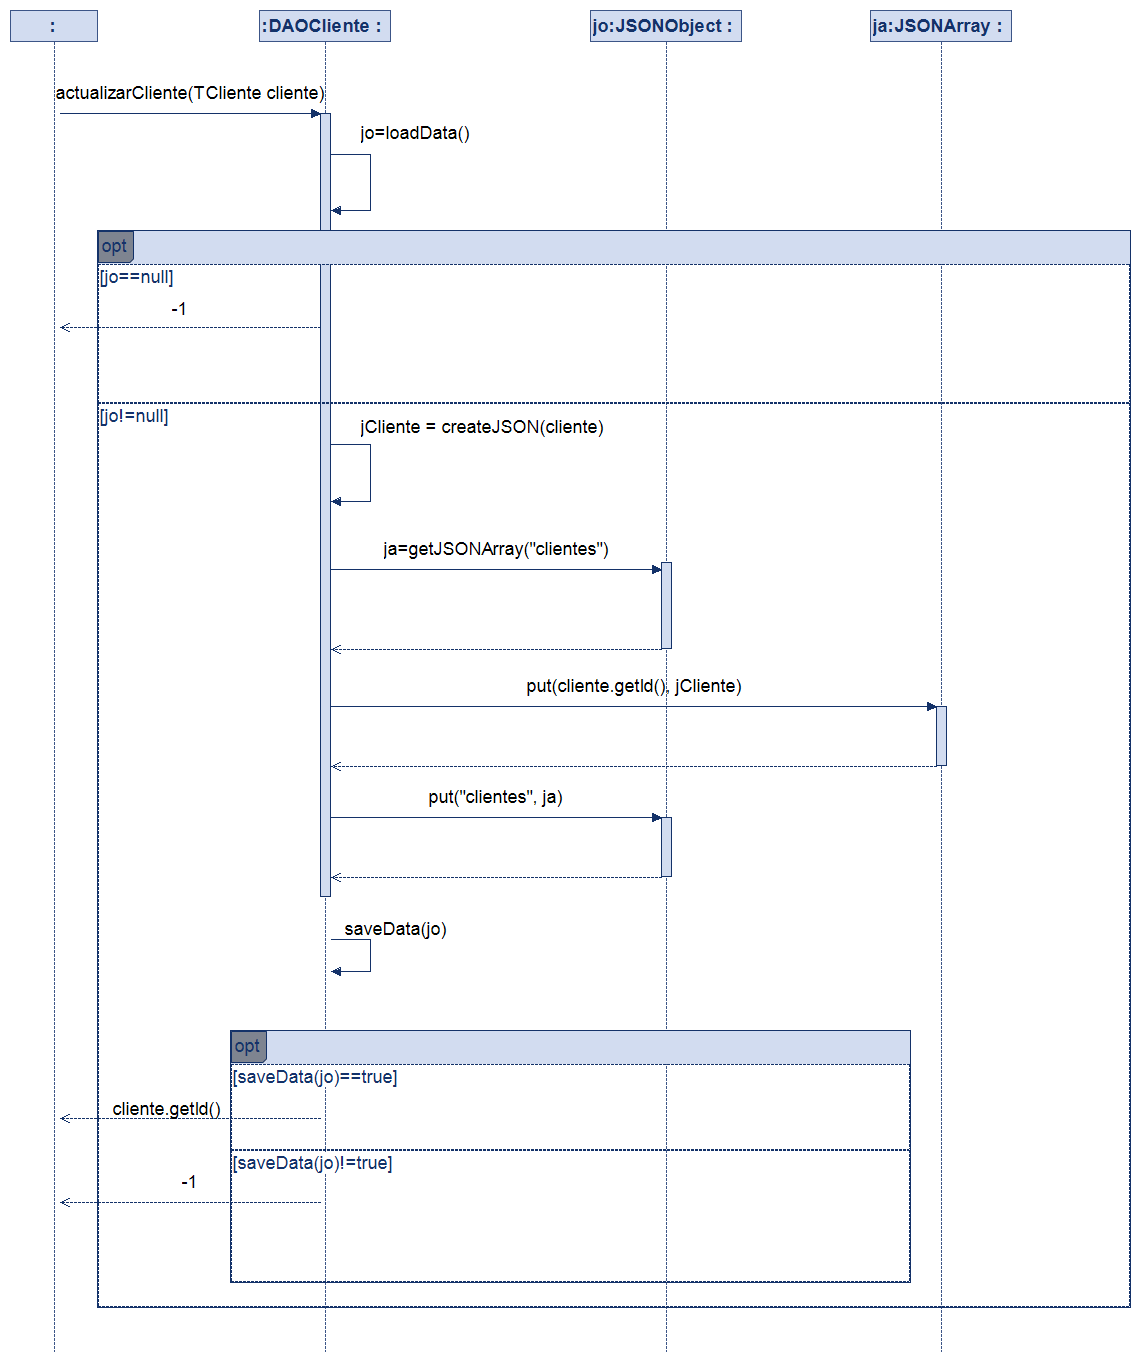 :
:DAOCliente :
jo:JSONObject :
ja:JSONArray :
actualizarCliente(TCliente cliente)
jo=loadData()
opt
[jo==null]
-1
[jo!=null]
jCliente = createJSON(cliente)
ja=getJSONArray("clientes")
put(cliente.getId(), jCliente)
put("clientes", ja)
saveData(jo)
opt
[saveData(jo)==true]
cliente.getId()
[saveData(jo)!=true]
-1